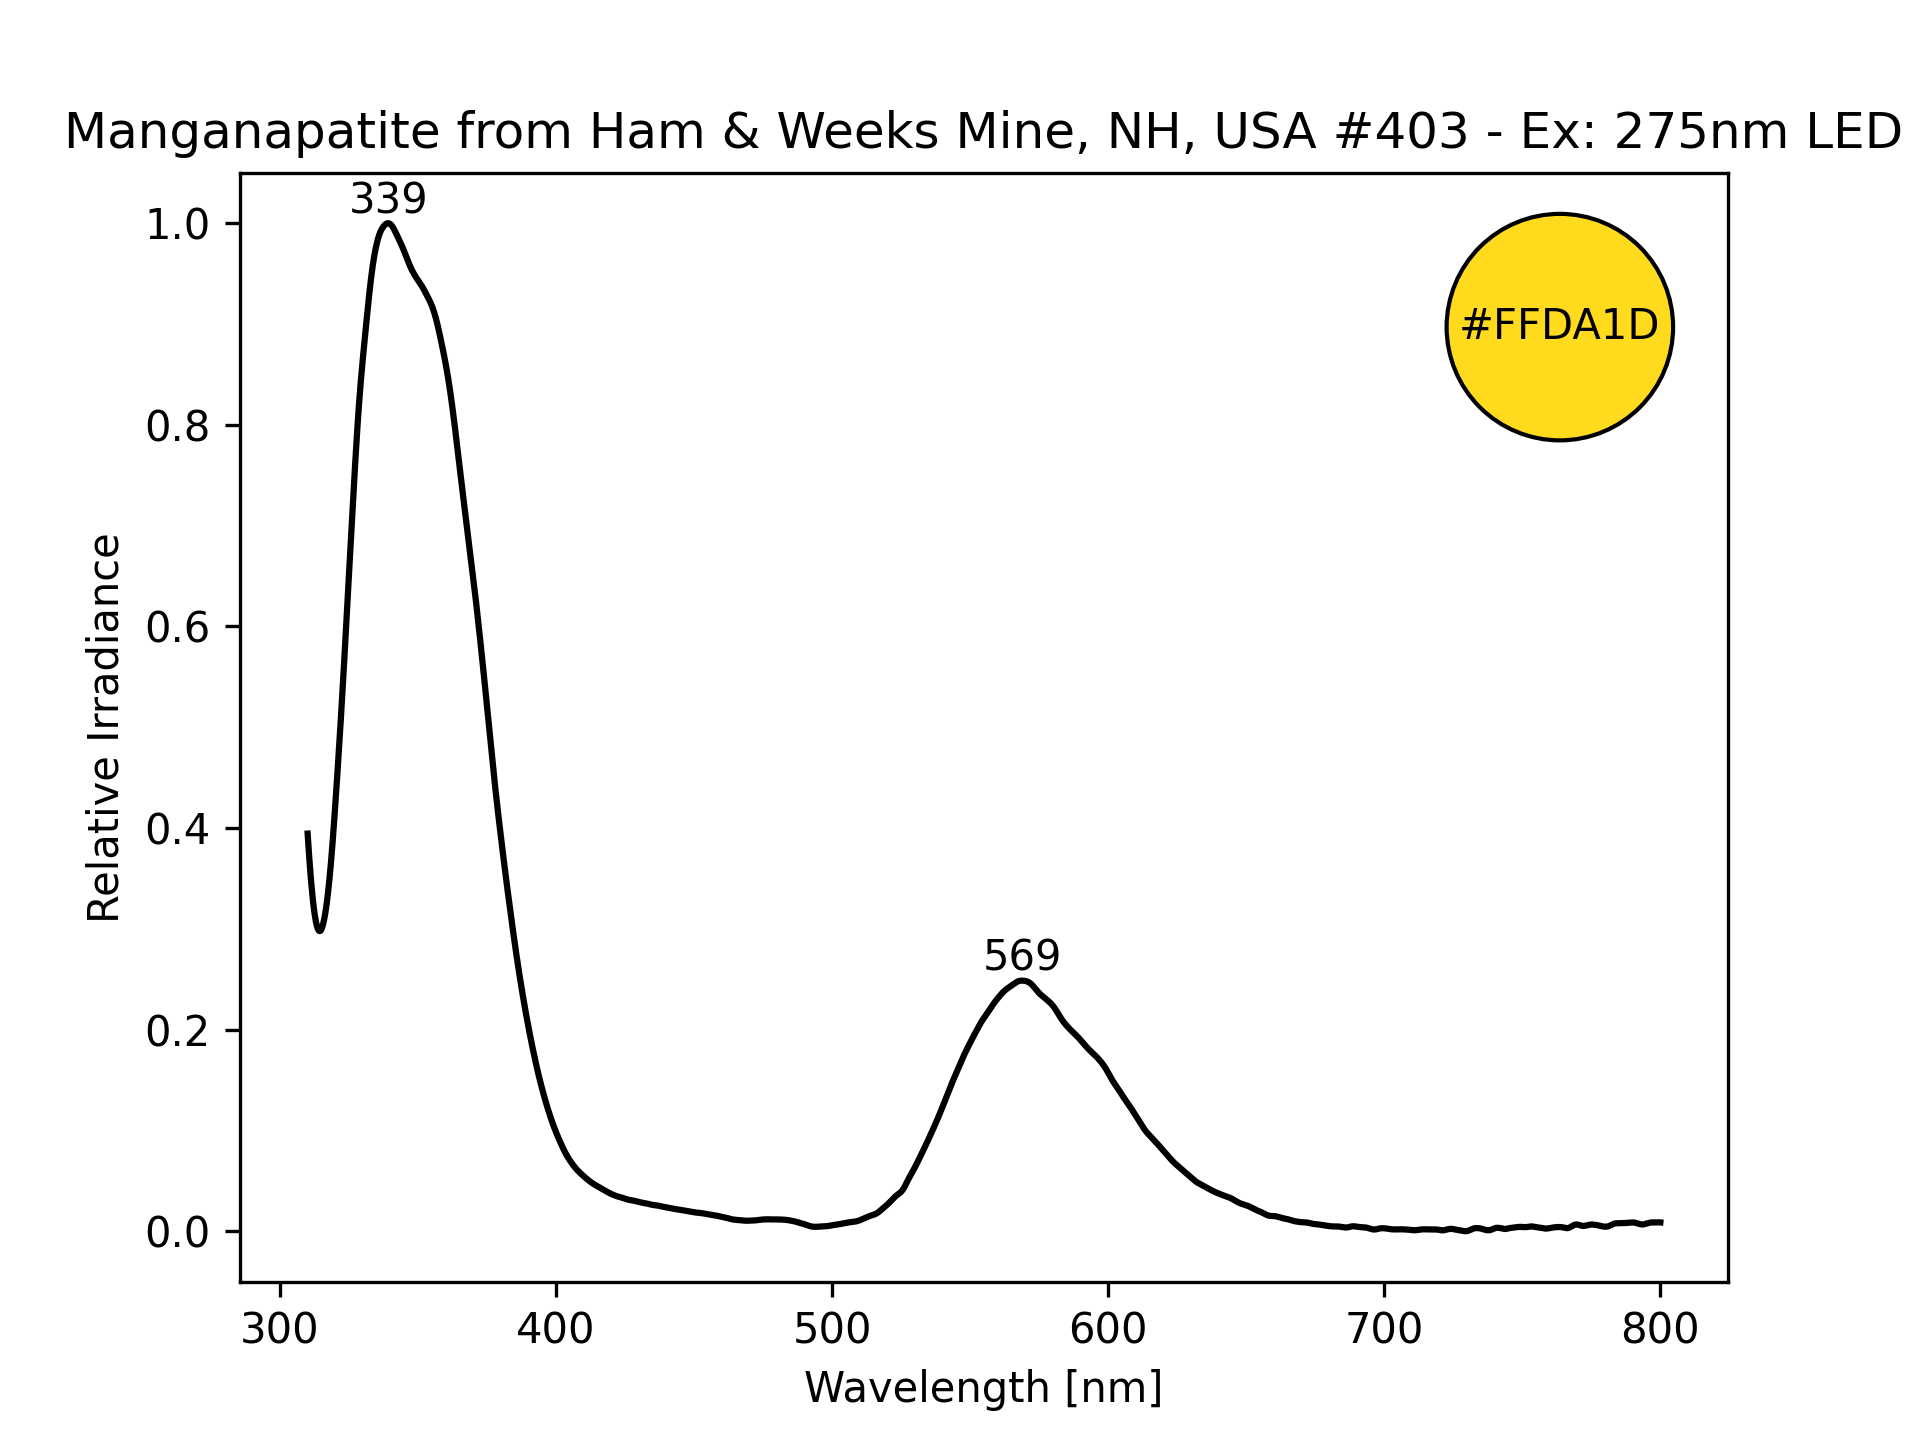 Manganapatite from Ham & Weeks Mine, NH, USA #403 - Ex: 275nm LED
339
1.0
#FFDA1D
0.8
0.6
Relative Irradiance
0.4
569
0.2
0.0
300 400 500 600 700 800
Wavelength [nm]